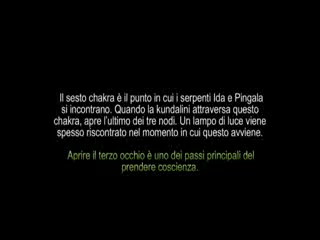 Il sesto chakra è il punto in cui i serpenti Ida e Pingala
si incontrano. Quando la kundalini attraversa questo
chakra, apre l'ultimo dei tre nodi. Un lampo di luce viene
spesso riscontrato nel momento in cui questo avviene.
Aprire il terzo occhio è uno dei passi principali del
prendere coscienza.